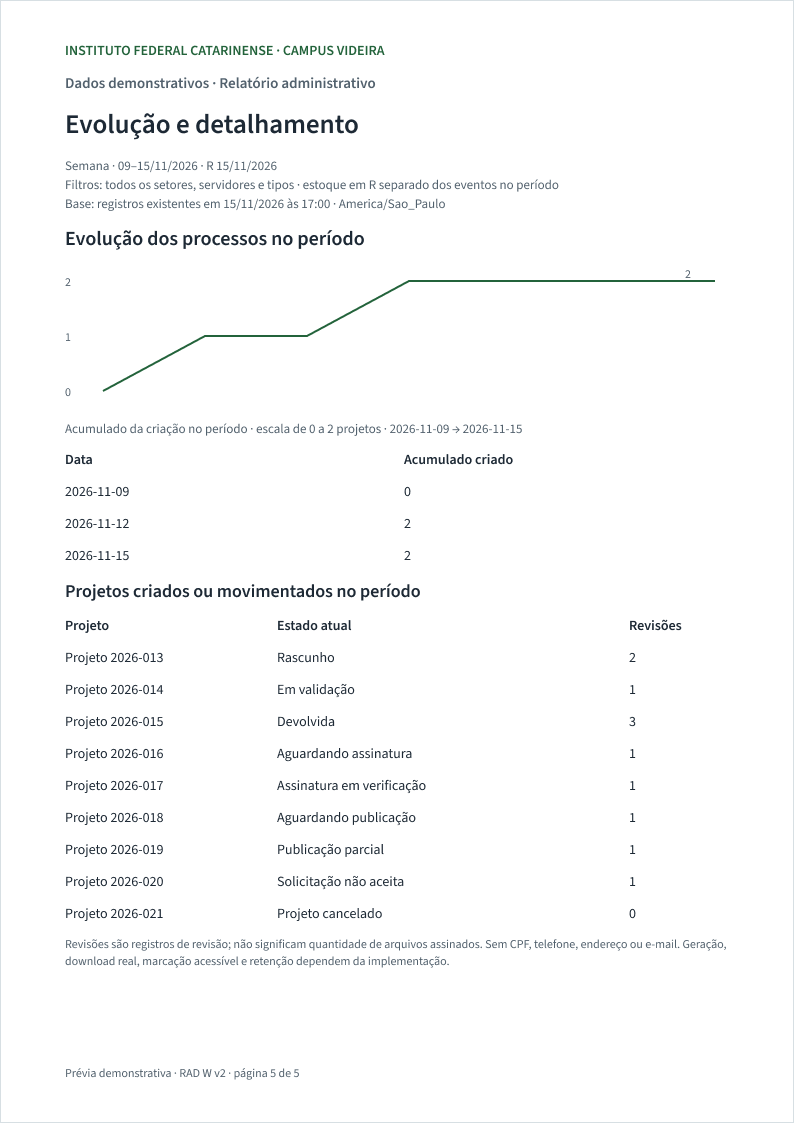 INSTITUTO FEDERAL CATARINENSE · CAMPUS VIDEIRA
Dados demonstrativos · Relatório administrativo
Evolução e detalhamento
Semana · 09–15/11/2026 · R 15/11/2026
Filtros: todos os setores, servidores e tipos · estoque em R separado dos eventos no período
Base: registros existentes em 15/11/2026 às 17:00 · America/Sao_Paulo
Evolução dos processos no período
2
2
1
0
Acumulado da criação no período · escala de 0 a 2 projetos · 2026-11-09 → 2026-11-15
Data Acumulado criado
2026-11-09 0
2026-11-12 2
2026-11-15 2
Projetos criados ou movimentados no período
Projeto Estado atual Revisões
Projeto 2026-013 Rascunho 2
Projeto 2026-014 Em validação 1
Projeto 2026-015 Devolvida 3
Projeto 2026-016 Aguardando assinatura 1
Projeto 2026-017 Assinatura em verificação 1
Projeto 2026-018 Aguardando publicação 1
Projeto 2026-019 Publicação parcial 1
Projeto 2026-020 Solicitação não aceita 1
Projeto 2026-021 Projeto cancelado 0
Revisões são registros de revisão; não significam quantidade de arquivos assinados. Sem CPF, telefone, endereço ou e-mail. Geração,
download real, marcação acessível e retenção dependem da implementação.
Prévia demonstrativa · RAD W v2 · página 5 de 5